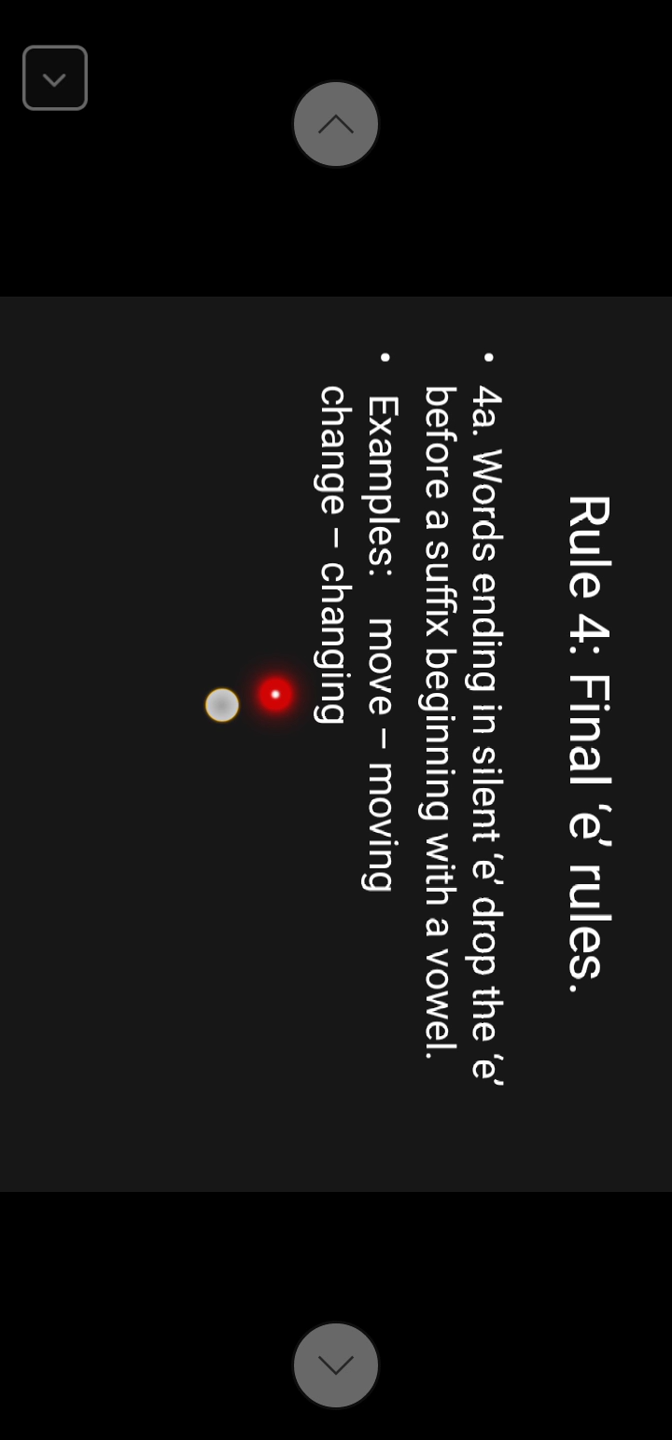 Rule 4: Final ‘e’ rules.
• 4a. Words ending in silent ‘e’ drop the ‘e’
before a suffix beginning with a vowel.
• Examples: move – moving
change – changing